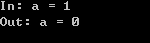 In: a = 1
Out: a = 0